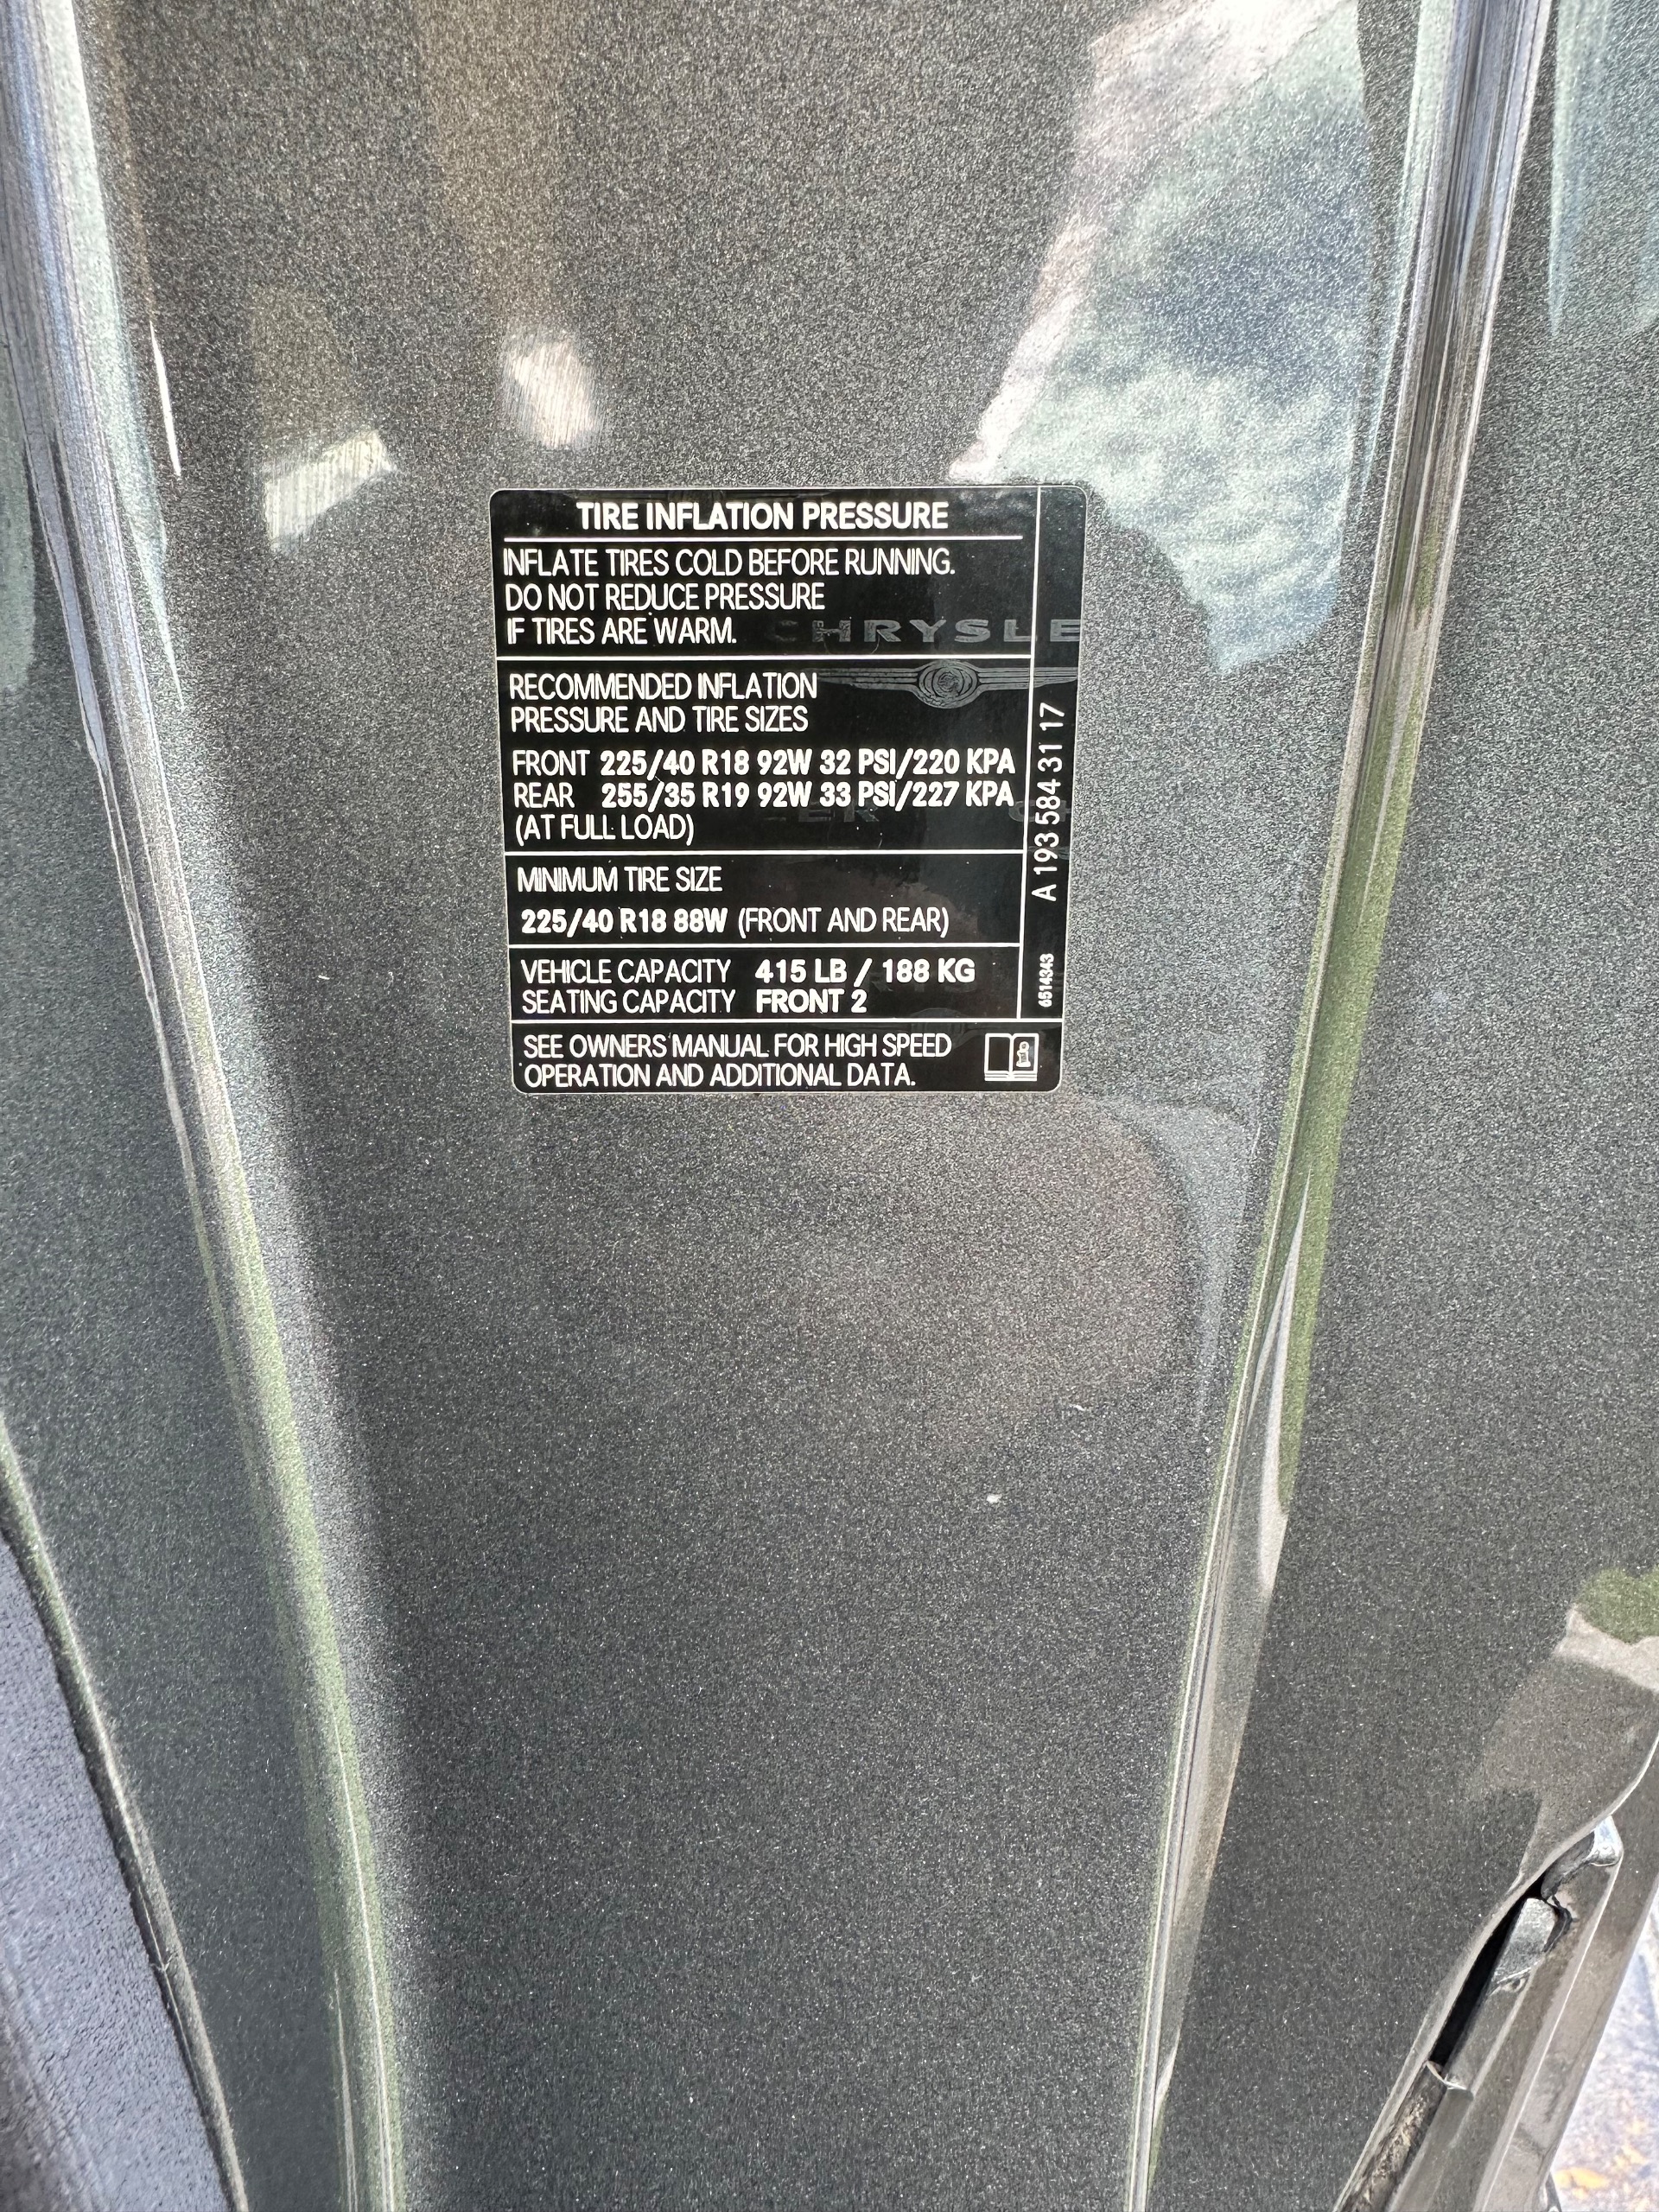 TIRE INFLATION PRESSURE
INFLATE TIRES COLD BEFORE RUNNING.
DO NOT REDUCE PRESSURE
IF TIRES ARE WARM.
CHRYSLE
RECOMMENDED INFLATION
PRESSURE AND TIRE SIZES
FRONT 225/40 R18 92W 32 PSI/220 KPA
REAR 255/35 R19 92W 33 PSI/227 KPA
(AT FULL LOAD)
MINIMUM TIRE SIZE
225/40 R18 88W (FRONT AND REAR)
VEHICLE CAPACITY 415 LB / 188 KG
SEATING CAPACITY FRONT 2
SEE OWNERS MANUAL FOR HIGH SPEED
OPERATION AND ADDITIONAL DATA.
A 193 584 31 17
6514343